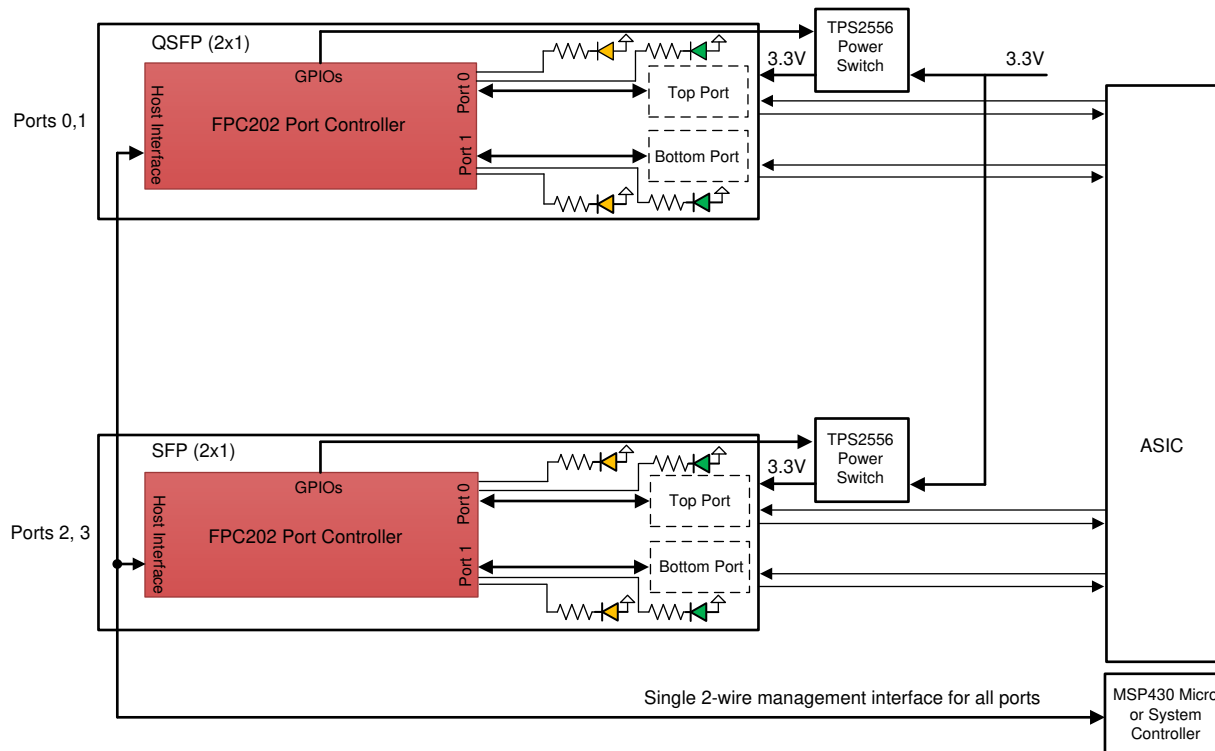 QSFP (2x1)
GPIOs
Host Interface
FPC202 Port Controller
Port 0
Port 1
Top Port
Bottom Port
Ports 0,1
TPS2556
Power
Switch
3.3V
3.3V
SFP (2x1)
GPIOs
Host Interface
FPC202 Port Controller
Port 0
Port 1
Top Port
Bottom Port
Ports 2, 3
TPS2556
Power
Switch
3.3V
ASIC
Single 2-wire management interface for all ports
MSP430 Micro
or System
Controller